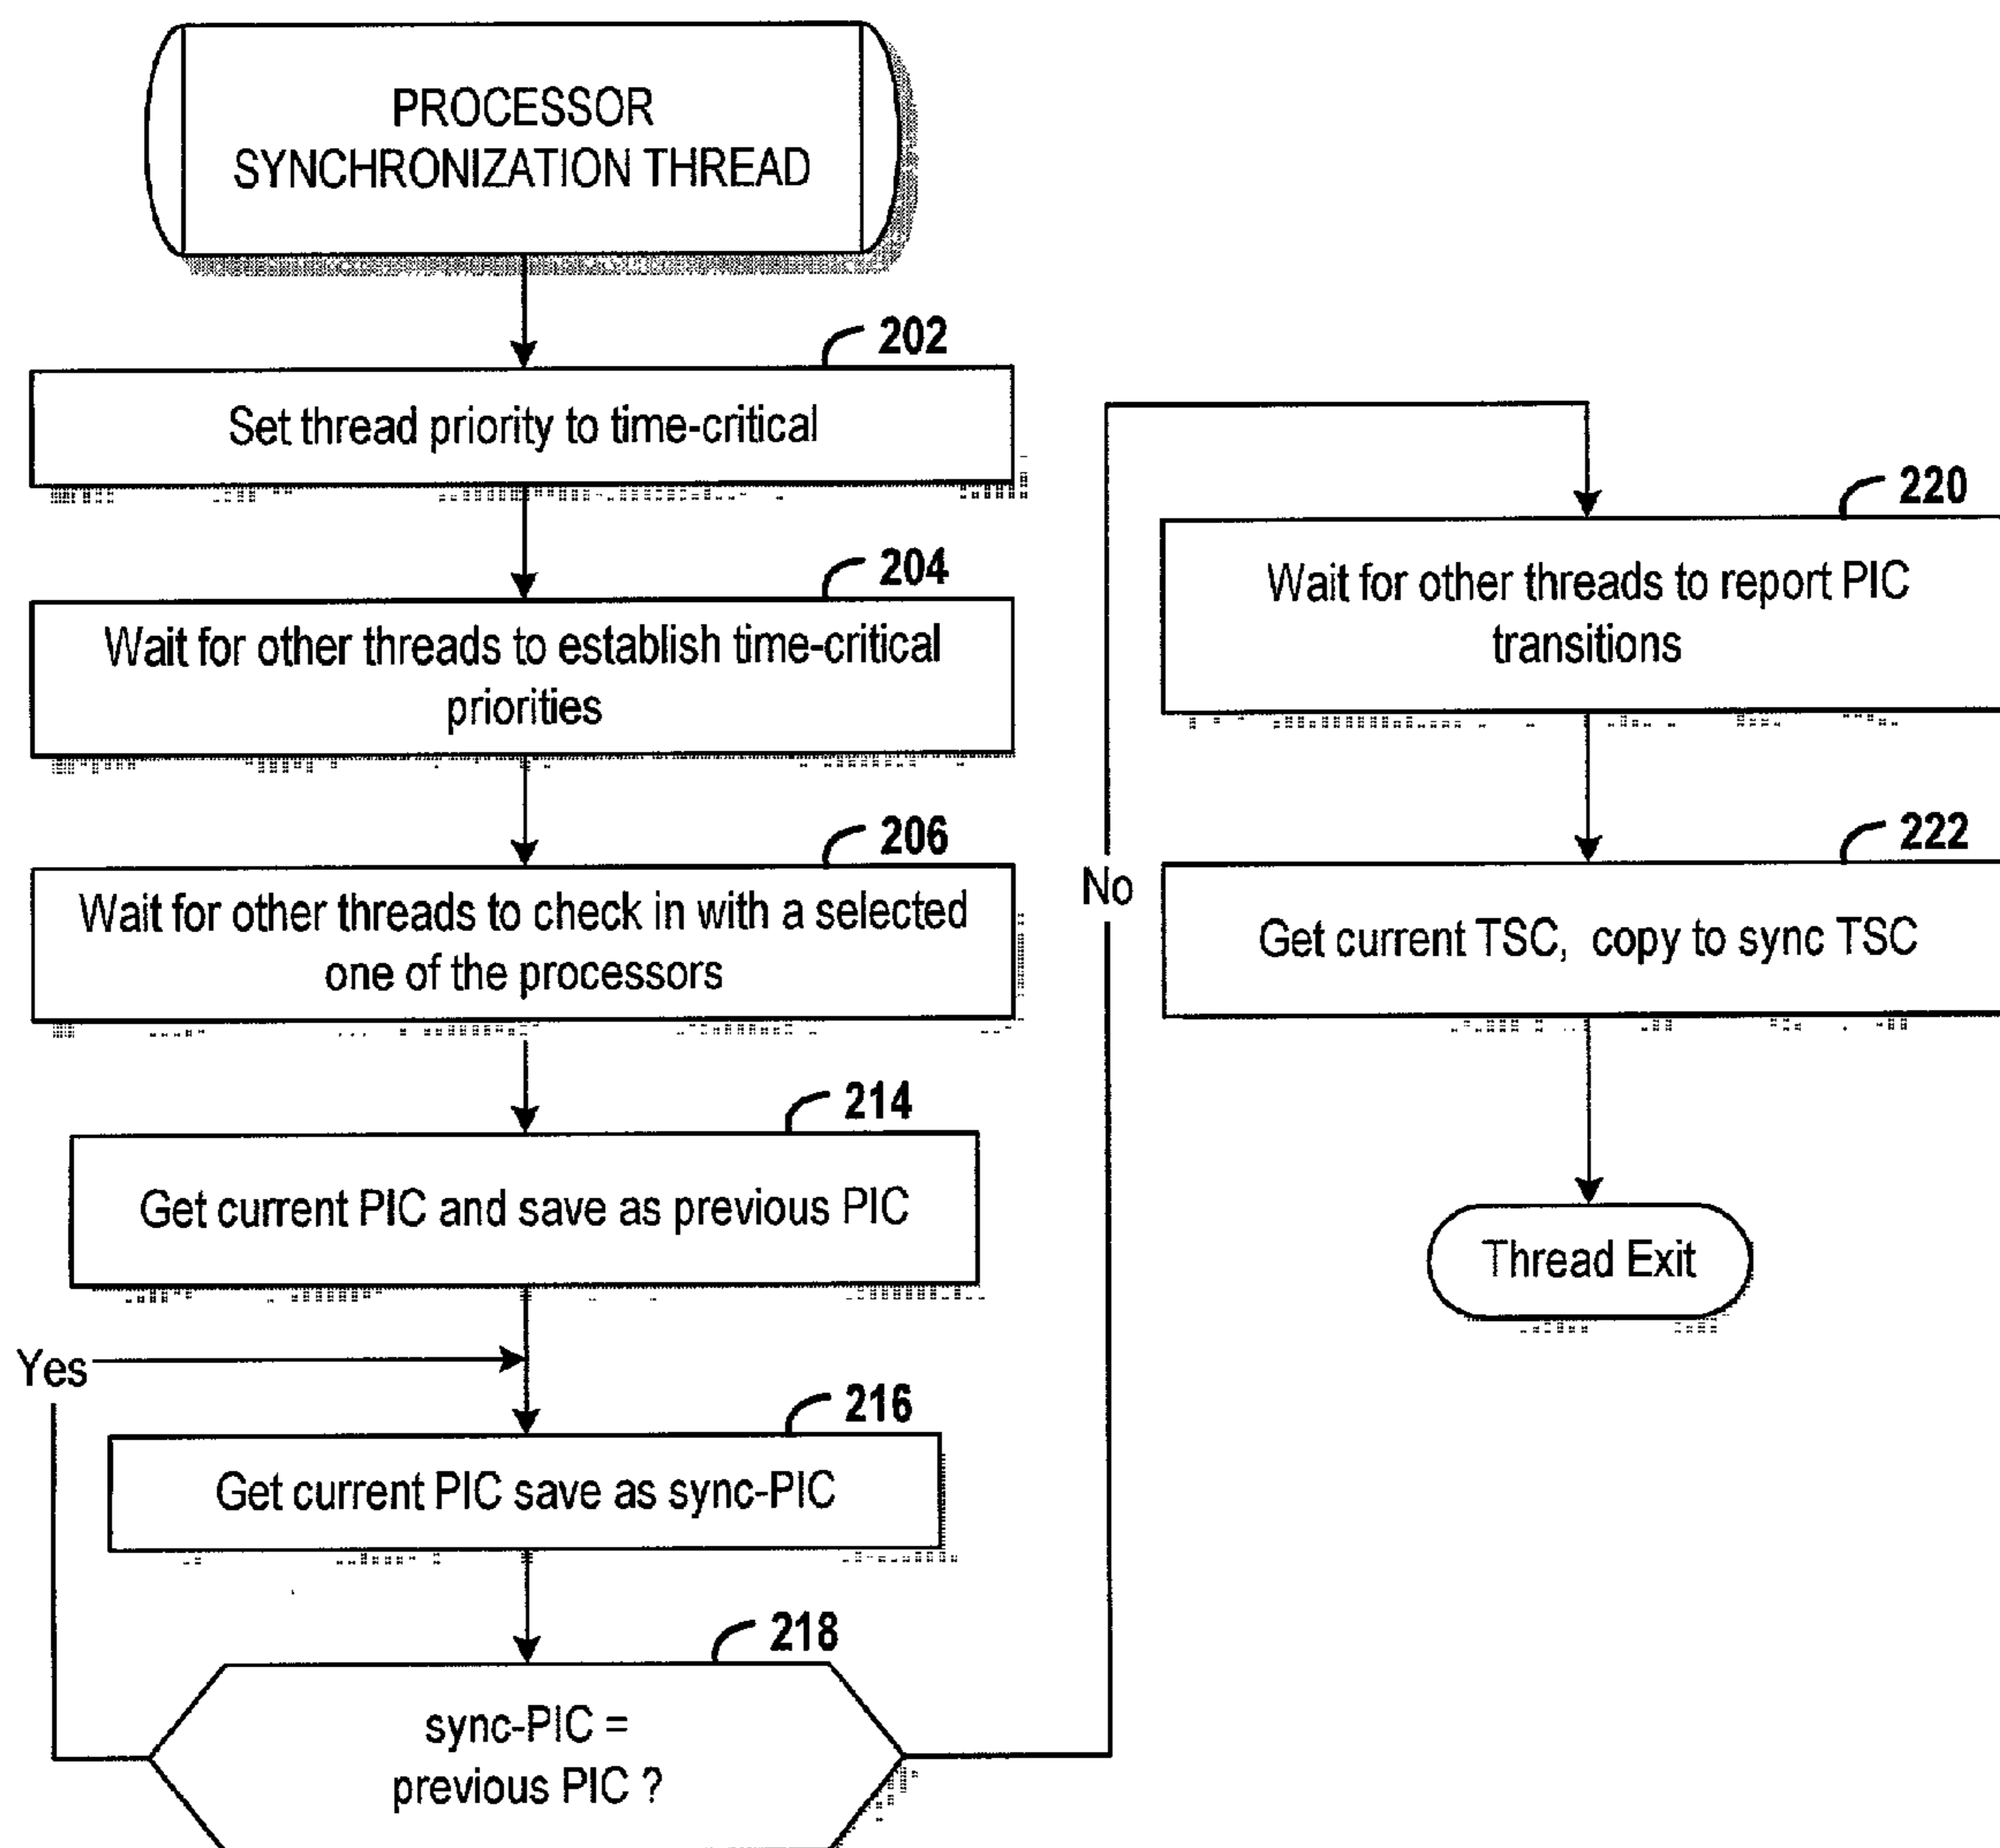 PROCESSOR
SYNCHRONIZATION THREAD
202
Set thread priority to time-critical
204
Wait for other threads to establish time-critical
priorities
206
Wait for other threads to check in with a selected
one of the processors
214
Get current PIC and save as previous PIC
Yes
216
Get current PIC save as sync-PIC
218
sync-PIC =
previous PIC ?
No
220
Wait for other threads to report PIC
transitions
222
Get current TSC, copy to sync TSC
Thread Exit